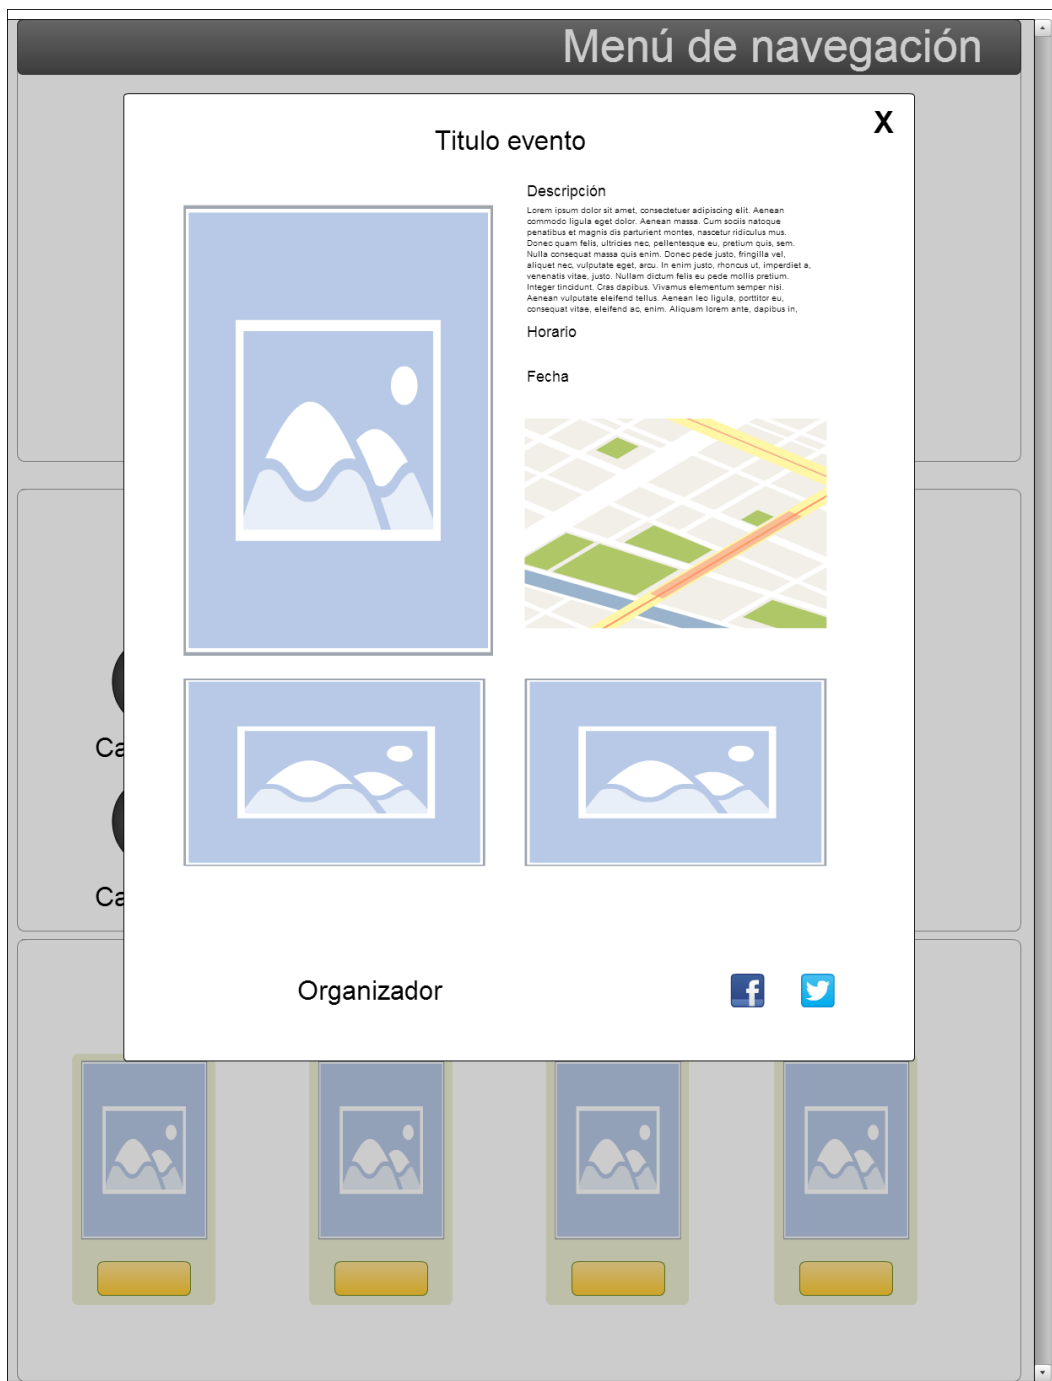 Menú de navegación
X
Titulo evento
Descripción
Lorem ipsum dolor sit amet, consectetuer adipiscing elit. Aenean
commodo ligula eget dolor. Aenean massa. Cum sociis natoque
penatibus et magnis dis parturient montes, nascetur ridiculus mus.
Donec quam felis, ultricies nec, pellentesque eu, pretium quis, sem.
Nulla consequat massa quis enim. Donec pede justo, fringilla vel,
aliquet nec, vulputate eget, arcu. In enim justo, rhoncus ut, imperdiet a,
venenatis vitae, justo. Nullam dictum felis eu pede mollis pretium.
Integer tincidunt. Cras dapibus. Vivamus elementum semper nisi.
Aenean vulputate eleifend tellus. Aenean leo ligula, porttitor eu,
consequat vitae, eleifend ac, enim. Aliquam lorem ante, dapibus in,
Horario
Fecha
Ca
Ca
Organizador